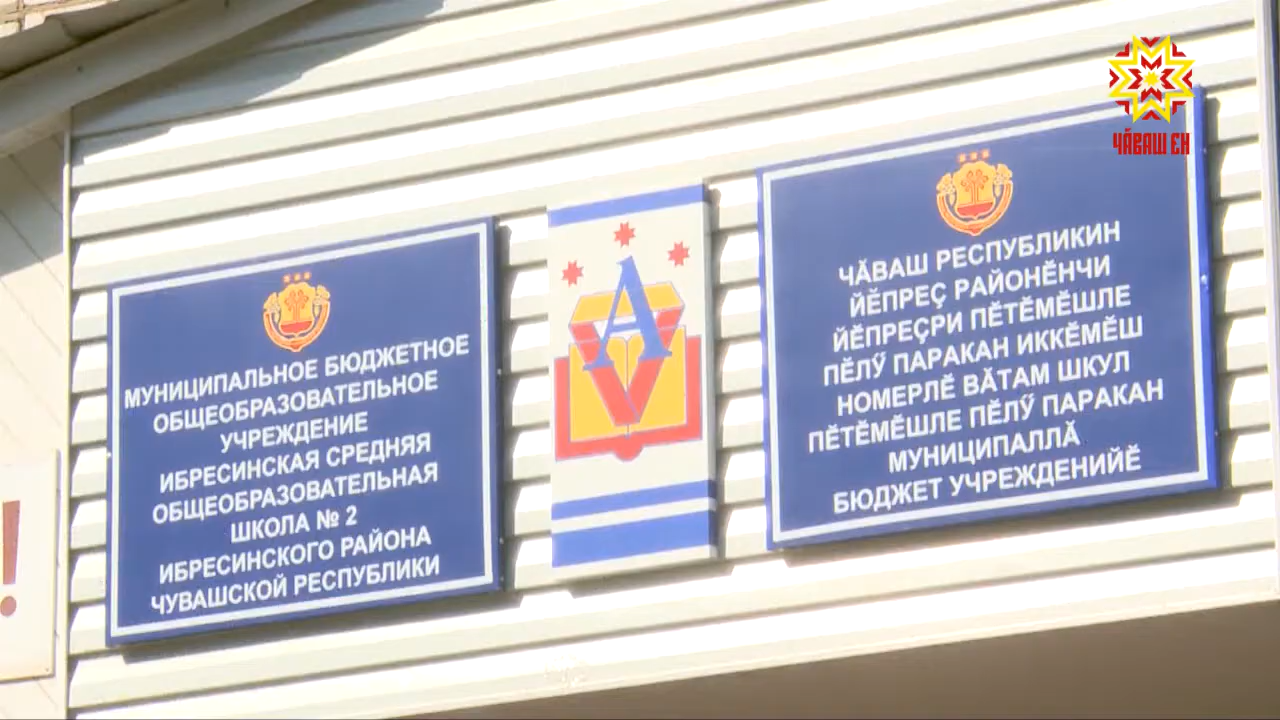 МУНИЦИПАЛЬНОЕ БЮДЖЕТНОЕ
ОБЩЕОБРАЗОВАТЕЛЬНОЕ
УЧРЕЖДЕНИЕ
ИБРЕСИНСКАЯ СРЕДНЯЯ
ОБЩЕОБРАЗОВАТЕЛЬНАЯ
ШКОЛА № 2
ИБРЕСИНСКОГО РАЙОНА
ЧУВАШСКОЙ РЕСПУБЛИКИ
А
ЧӐВАШ РЕСПУБЛИКИН
ЙӖПРЕҪ РАЙОНӖНЧИ
ЙӖПРЕҪРИ ПӖТӖМӖШЛЕ
ПӖЛӲ ПАРАКАН ИККӖМӖШ
НОМЕРЛӖ ВӐТАМ ШКУЛ
ПӖТӖМӖШЛЕ ПӖЛӲ ПАРАКАН
МУНИЦИПАЛЛӐ
БЮДЖЕТ УЧРЕЖДЕНИЙӖ
ЧӐВАШ ЕН
!